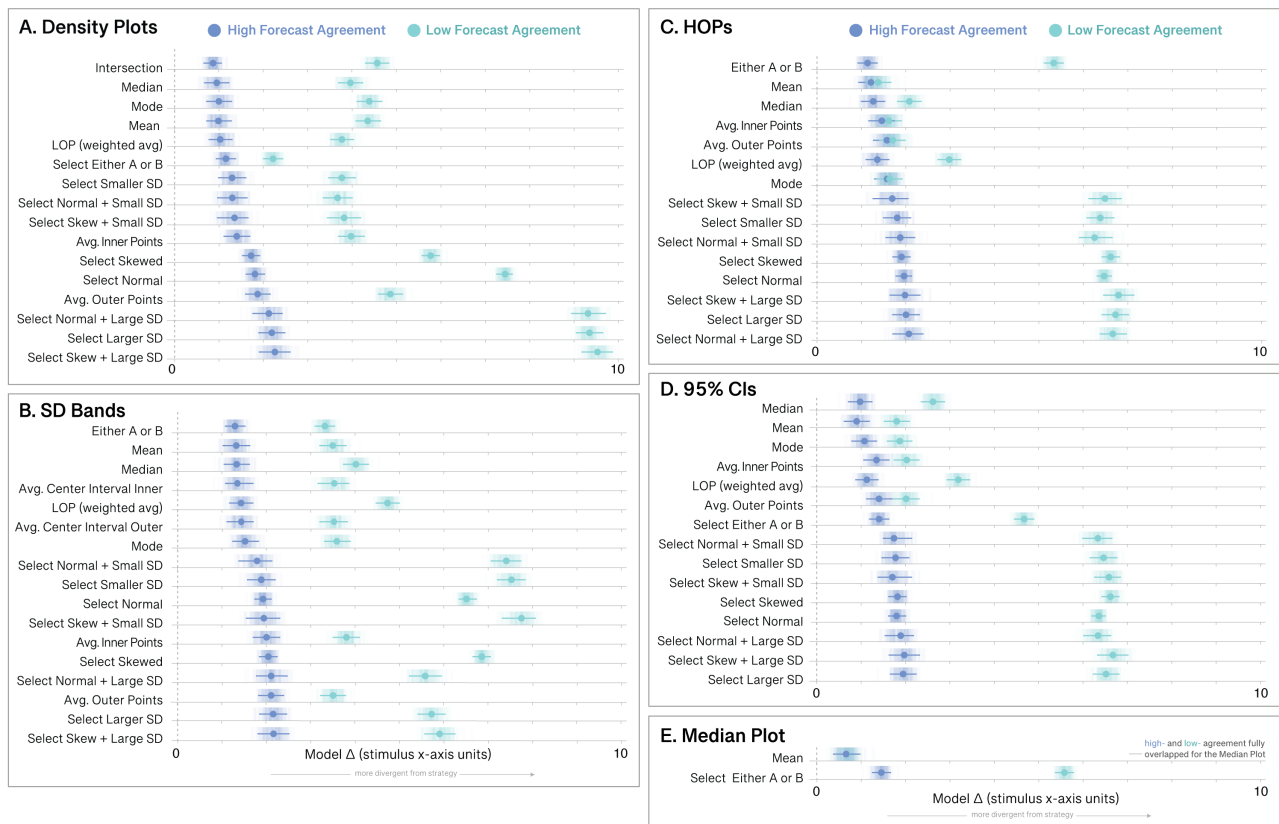 A. Density Plots
High Forecast Agreement
Low Forecast Agreement
Intersection
Median
Mode
Mean
LOP (weighted avg)
Select Either A or B
Select Smaller SD
Select Normal + Small SD
Select Skew + Small SD
Avg. Inner Points
Select Skewed
Select Normal
Avg. Outer Points
Select Normal + Large SD
Select Larger SD
Select Skew + Large SD
0
10
B. SD Bands
Either A or B
Mean
Median
Avg. Center Interval Inner
LOP (weighted avg)
Avg. Center Interval Outer
Mode
Select Normal + Small SD
Select Smaller SD
Select Normal
Select Skew + Small SD
Avg. Inner Points
Select Skewed
Select Normal + Large SD
Avg. Outer Points
Select Larger SD
Select Skew + Large SD
0
Model Δ (stimulus x-axis units)
10
more divergent from strategy
C. HOPs
High Forecast Agreement
Low Forecast Agreement
Either A or B
Mean
Median
Avg. Inner Points
Avg. Outer Points
LOP (weighted avg)
Mode
Select Skew + Small SD
Select Smaller SD
Select Normal + Small SD
Select Skewed
Select Normal
Select Skew + Large SD
Select Larger SD
Select Normal + Large SD
0
10
D. 95% CIs
Median
Mean
Mode
Avg. Inner Points
LOP (weighted avg)
Avg. Outer Points
Select Either A or B
Select Normal + Small SD
Select Smaller SD
Select Skew + Small SD
Select Skewed
Select Normal
Select Normal + Large SD
Select Skew + Large SD
Select Larger SD
0
10
E. Median Plot
high- and low- agreement fully
overlapped for the Median Plot
Mean
Select Either A or B
0
Model Δ (stimulus x-axis units)
10
more divergent from strategy